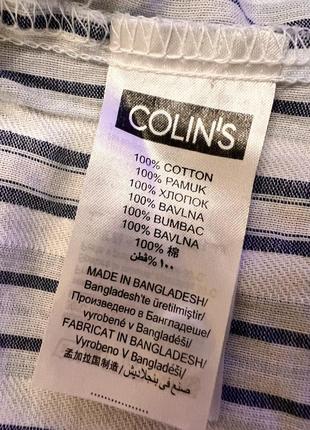 COLIN'S
100% COTTON
100% PAMUK
100% ХЛОПОК
100% BAVLNA
100% BUMBAC
100% BAVLNA
100% 棉
١٠٠% قطن
MADE IN BANGLADESH/
Bangladesh'te üretilmiştir/
Произведено в Бангладеше/
vyrobené v Bangladéši/
FABRICAT IN BANGLADESH/
Vyrobeno V Bangladéši/
孟加拉国制造/ صنع في بنجلاديش